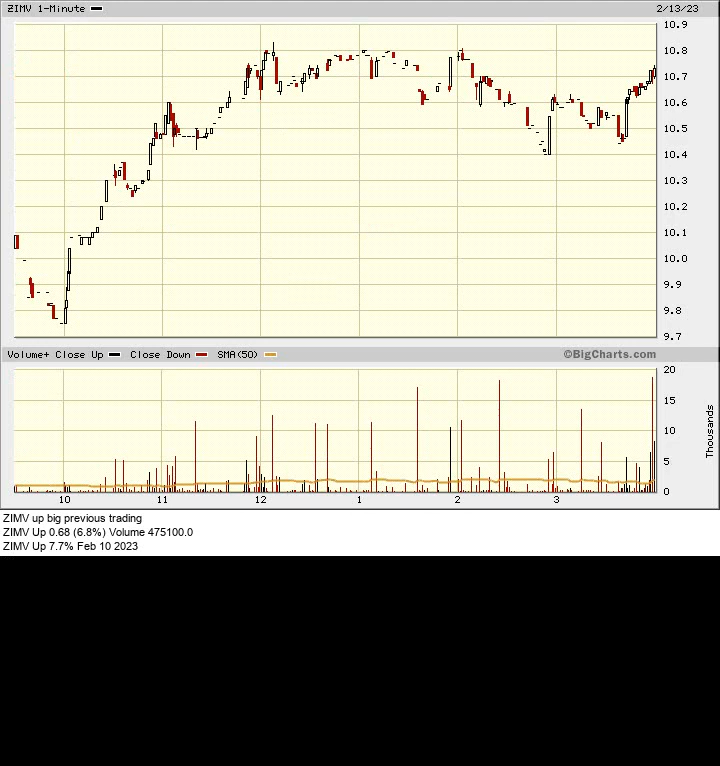 ZIMV 1-Minute 2/13/23
10.9
10.8
10.7
10.6
10.5
10.4
10.3
10.2
10.1
10.0
9.9
9.8
9.7
Volume+ Close Up Close Down SMA(50) ©BigCharts.com
20
15
10
5
0
Thousands
10 11 12 1 2 3
ZIMV up big previous trading
ZIMV Up 0.68 (6.8%) Volume 475100.0
ZIMV Up 7.7% Feb 10 2023